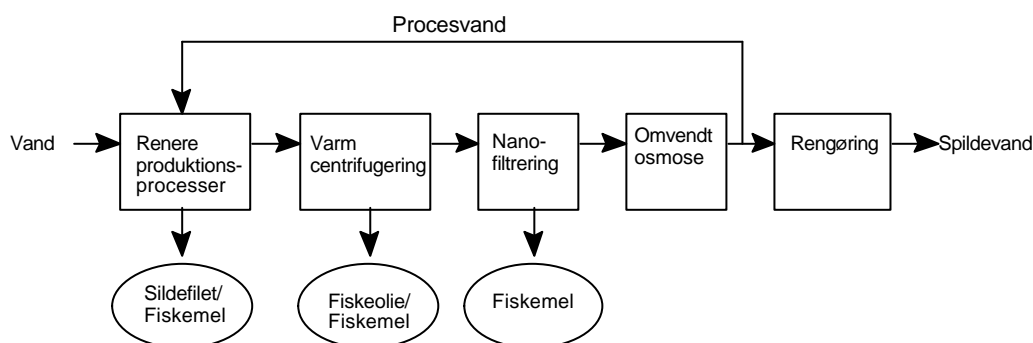 Procesvand
Vand
Renere
produktions-
processer
Varm
centrifugering
Nano-
filtrering
Omvendt
osmose
Rengøring
Spildevand
Sildefilet/
Fiskemel
Fiskeolie/
Fiskemel
Fiskemel